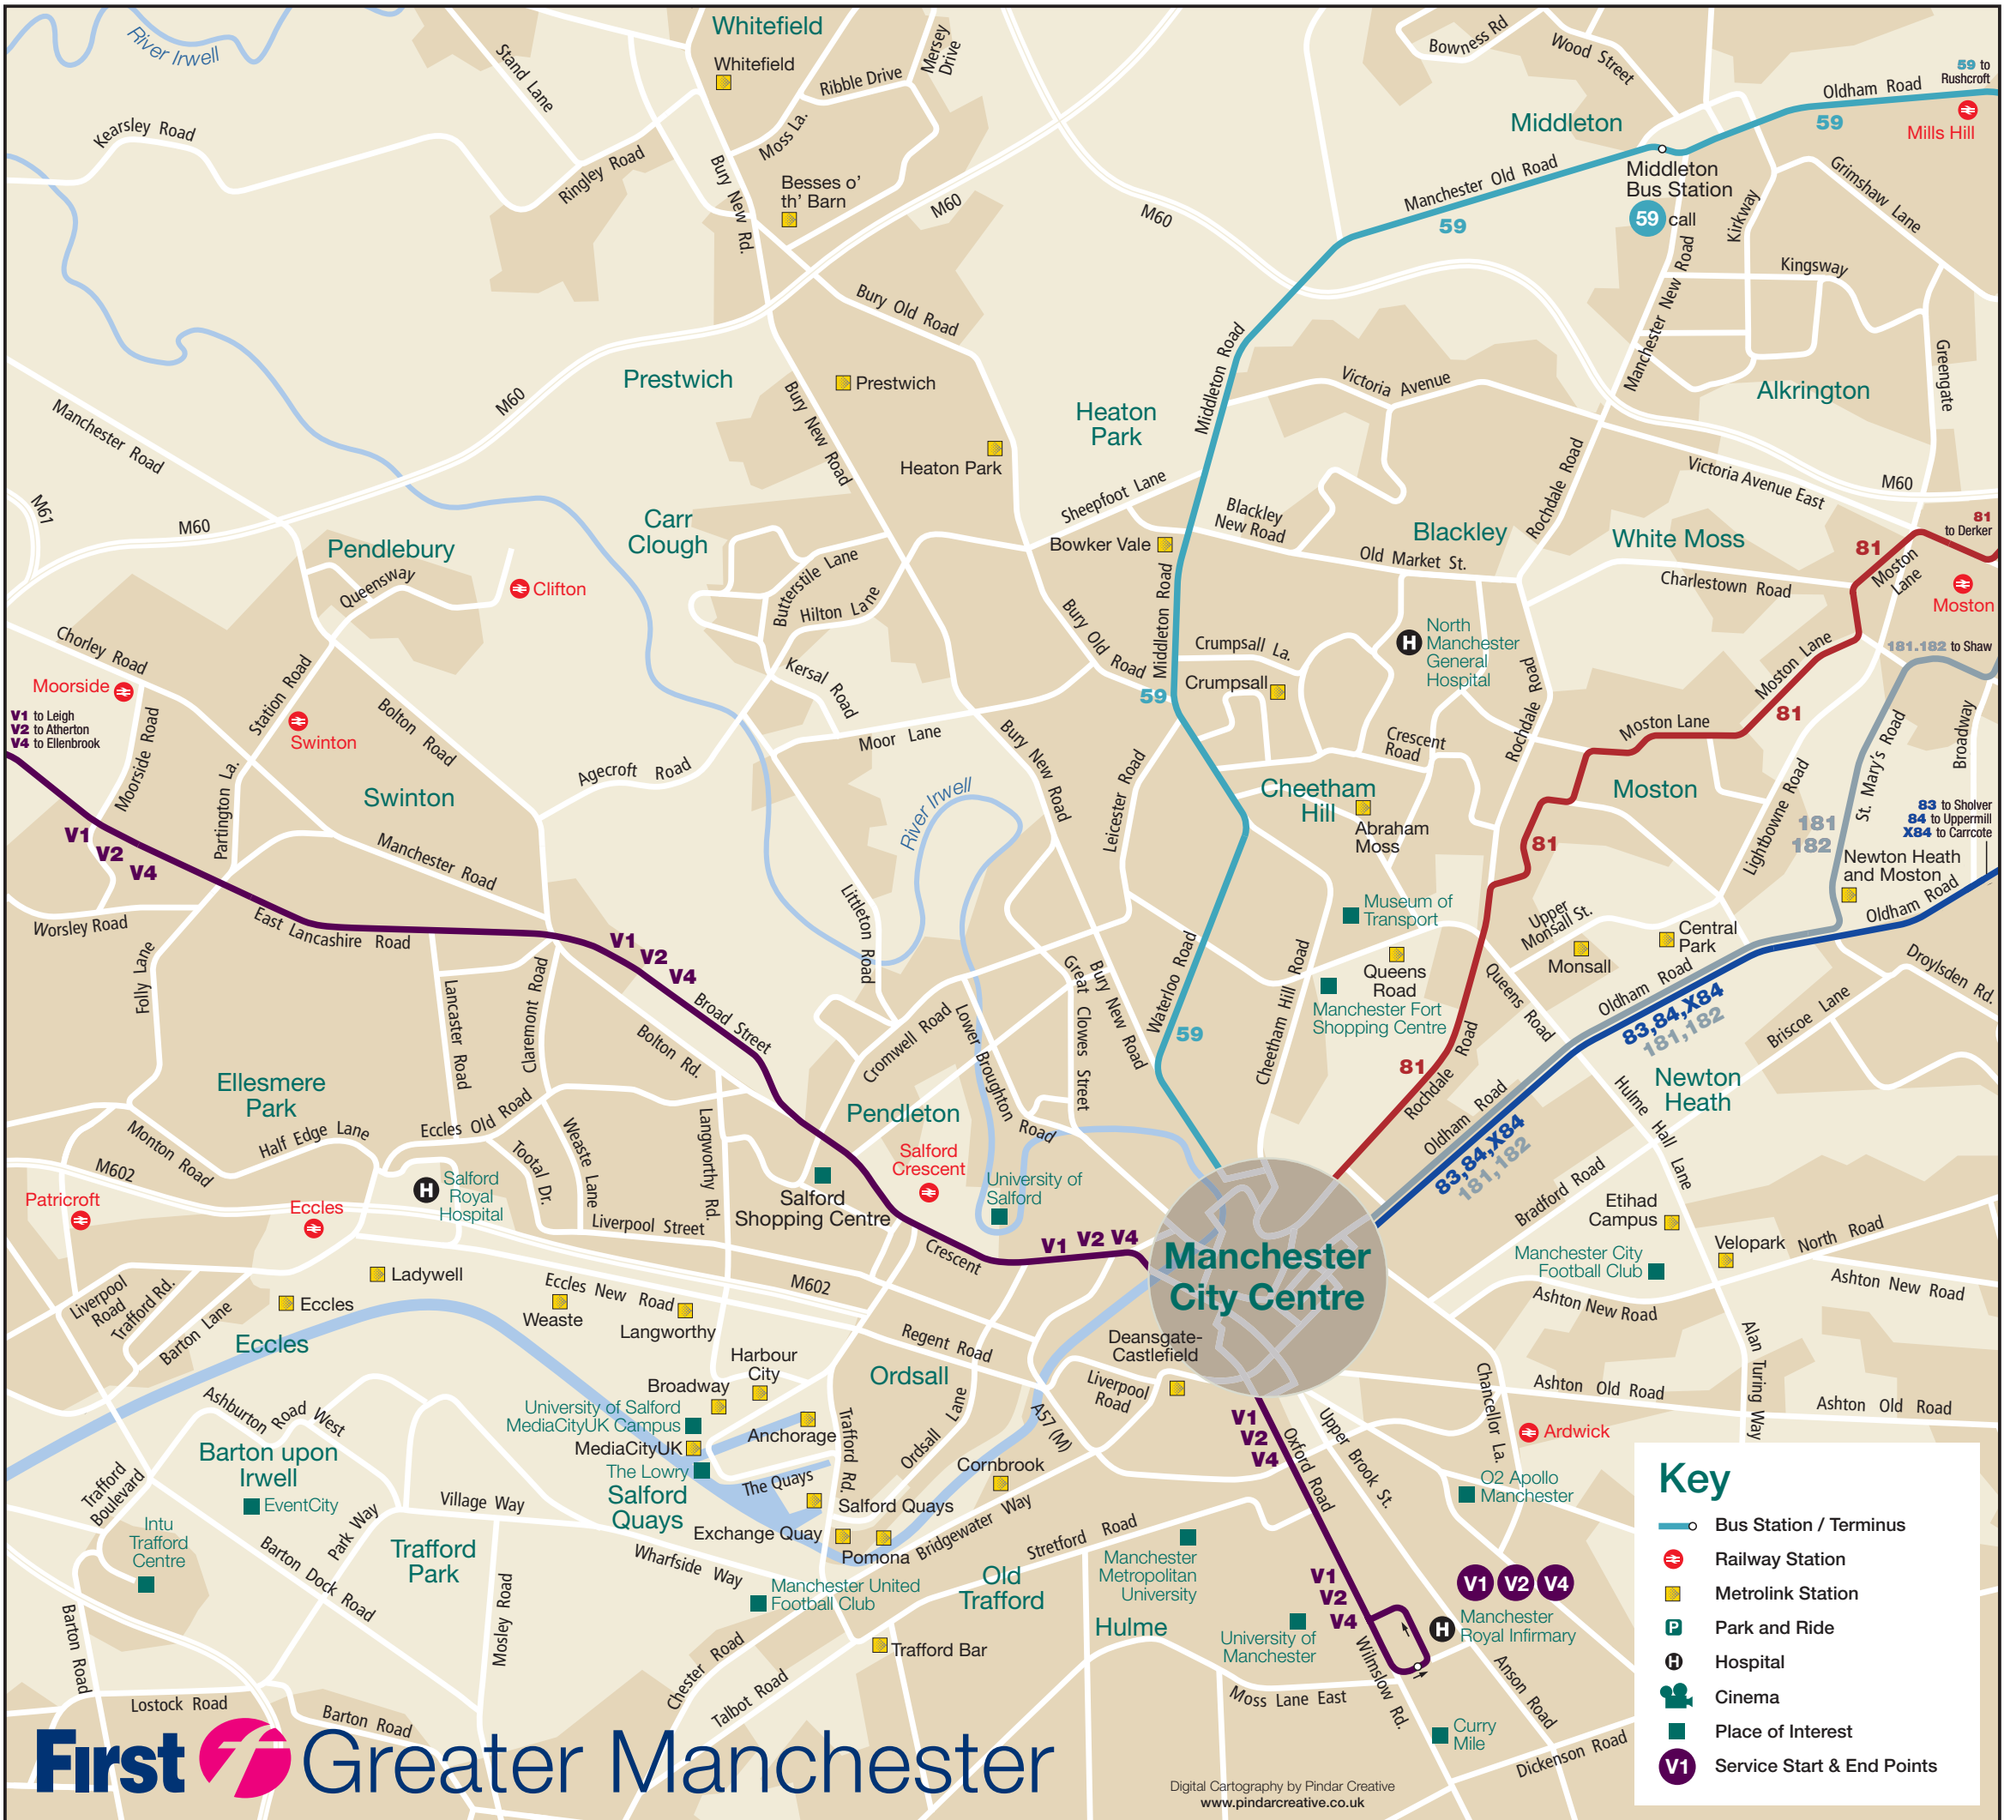 River Irwell
Whitefield
Whitefield
Mersey
Drive
Ribble Drive
Stand Lane
Kearsley Road
Ringley Road
Moss La.
Bury New Rd.
Besses o'
th' Barn
M60
M60
Bowness Rd
Wood Street
Middleton
Oldham Road
59 to
Rushcroft
59
Mills Hill
Manchester Old Road
59
Middleton
Bus Station
59 call
Kirkway
Grimshaw Lane
Kingsway
Manchester New Road
Greengate
Alkrington
Bury Old Road
Prestwich
Prestwich
Bury New Road
Heaton
Park
Heaton Park
Middleton Road
Victoria Avenue
Rochdale Road
Victoria Avenue East
M60
Manchester Road
M60
M61
M60
Pendlebury
Queensway
Clifton
Carr
Clough
Butterstile Lane
Hilton Lane
Sheepfoot Lane
Bowker Vale
Blackley
New Road
Blackley
Old Market St.
White Moss
Charlestown Road
81
81
to Derker
Moston
Lane
Moston
181.182 to Shaw
Chorley Road
Moorside
V1 to Leigh
V2 to Atherton
V4 to Ellenbrook
Moorside Road
Station Road
Swinton
Bolton Road
Partington La.
Swinton
Agecroft Road
Kersal
Road
Moor Lane
Bury New Road
Bury Old Road
Middleton Road
59
Crumpsall La.
Crumpsall
North
Manchester
General
Hospital
Rochdale Road
Crescent
Road
Moston Lane
Moston Lane
81
Moston
Lightbowne Road
St. Mary's Road
Broadway
83 to Sholver
84 to Uppermill
X84 to Carrcote
181
182
Newton Heath
and Moston
Oldham Road
V1
V2
V4
Manchester Road
Worsley Road
East Lancashire Road
Folly Lane
River Irwell
Leicester Road
Cheetham
Hill
Abraham
Moss
81
Museum of
Transport
Queens
Road
Manchester Fort
Shopping Centre
Upper
Monsall St.
Monsall
Central
Park
Queens Road
Droylsden Rd.
Briscoe Lane
V1
V2
V4
Broad Street
Lancaster Road
Claremont Road
Bolton Rd.
Littleton Road
Cromwell Road
Lower Broughton Road
Great Clowes Street
Bury New Road
Waterloo Road
59
Cheetham Hill Road
81
Rochdale Road
Oldham Road
83,84,X84
181,182
Oldham Road
83,84,X84
181,182
Newton
Heath
Hulme Hall Lane
Ellesmere
Park
Half Edge Lane
Eccles Old Road
Monton Road
M602
Patricroft
Eccles
Salford
Royal
Hospital
Tootal Dr.
Weaste Lane
Liverpool Street
Langworthy Rd.
Pendleton
Salford
Crescent
Salford
Shopping Centre
University of
Salford
Crescent
V1 V2 V4
Manchester
City Centre
Bradford Road
Etihad
Campus
Manchester City
Football Club
Velopark
North Road
Ashton New Road
Ashton New Road
Liverpool
Road
Trafford Rd.
Barton Lane
Ladywell
Eccles
Eccles
Eccles New Road
Weaste
Langworthy
M602
Regent Road
Ordsall
Harbour
City
Broadway
University of Salford
MediaCityUK Campus
MediaCityUK
The Lowry
Salford
Quays
Anchorage
The Quays
Trafford Rd.
Ordsall Lane
Salford Quays
Exchange Quay
Pomona
Cornbrook
Bridgewater Way
A57 (M)
Deansgate-
Castlefield
Liverpool
Road
Ashton Old Road
Ashton Old Road
Alan Turing Way
Chancellor La.
Ardwick
O2 Apollo
Manchester
Upper Brook St.
Oxford Road
V1
V2
V4
Ashburton Road West
Barton upon
Irwell
EventCity
Trafford
Boulevard
Intu
Trafford
Centre
Park Way
Village Way
Barton Dock Road
Trafford
Park
Mosley Road
Wharfside Way
Manchester United
Football Club
Trafford Bar
Old
Trafford
Stretford Road
Manchester
Metropolitan
University
Hulme
University of
Manchester
V1
V2
V4
V1 V2 V4
Manchester
Royal Infirmary
Wilmslow Rd.
Anson Road
Moss Lane East
Curry
Mile
Dickenson Road
Chester Road
Talbot Road
Barton Road
Lostock Road
Barton Road
First Greater Manchester
Digital Cartography by Pindar Creative
www.pindarcreative.co.uk
Key
Bus Station / Terminus
Railway Station
Metrolink Station
P Park and Ride
H Hospital
Cinema
Place of Interest
V1 Service Start & End Points